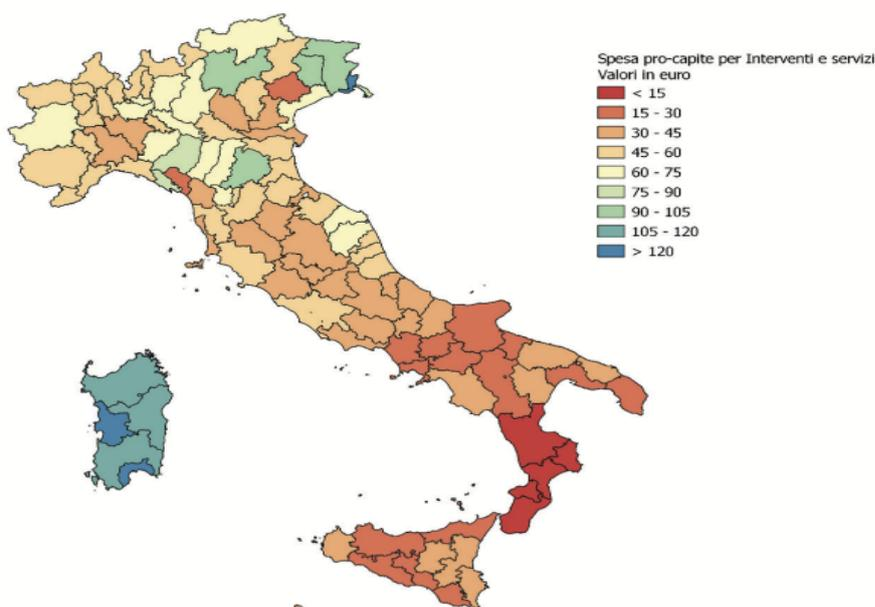 Spesa pro-capite per Interventi e servizi
Valori in euro
< 15
15 - 30
30 - 45
45 - 60
60 - 75
75 - 90
90 - 105
105 - 120
> 120